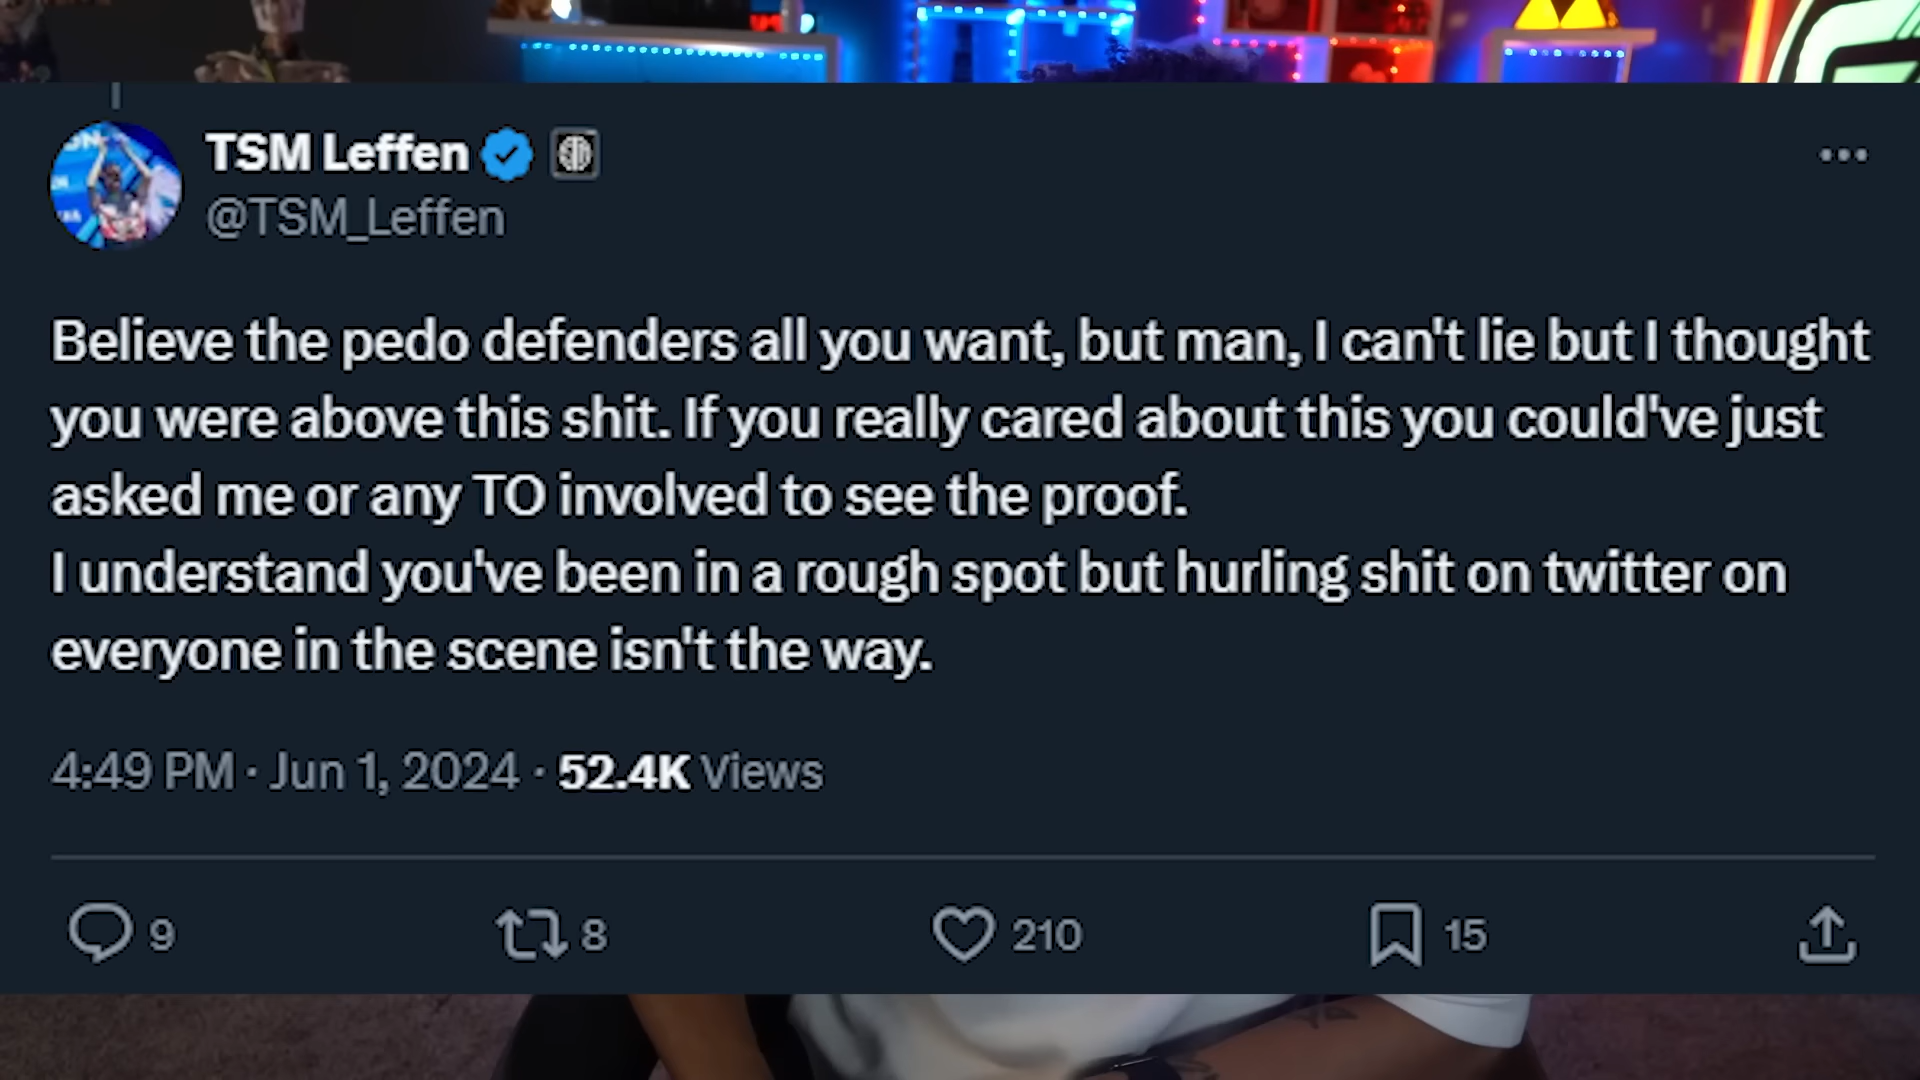 TSM Leffen
@TSM_Leffen
Believe the pedo defenders all you want, but man, I can't lie but I thought
you were above this shit. If you really cared about this you could've just
asked me or any TO involved to see the proof.
I understand you've been in a rough spot but hurling shit on twitter on
everyone in the scene isn't the way.
4:49 PM · Jun 1, 2024 · 52.4K Views
9 8 210 15